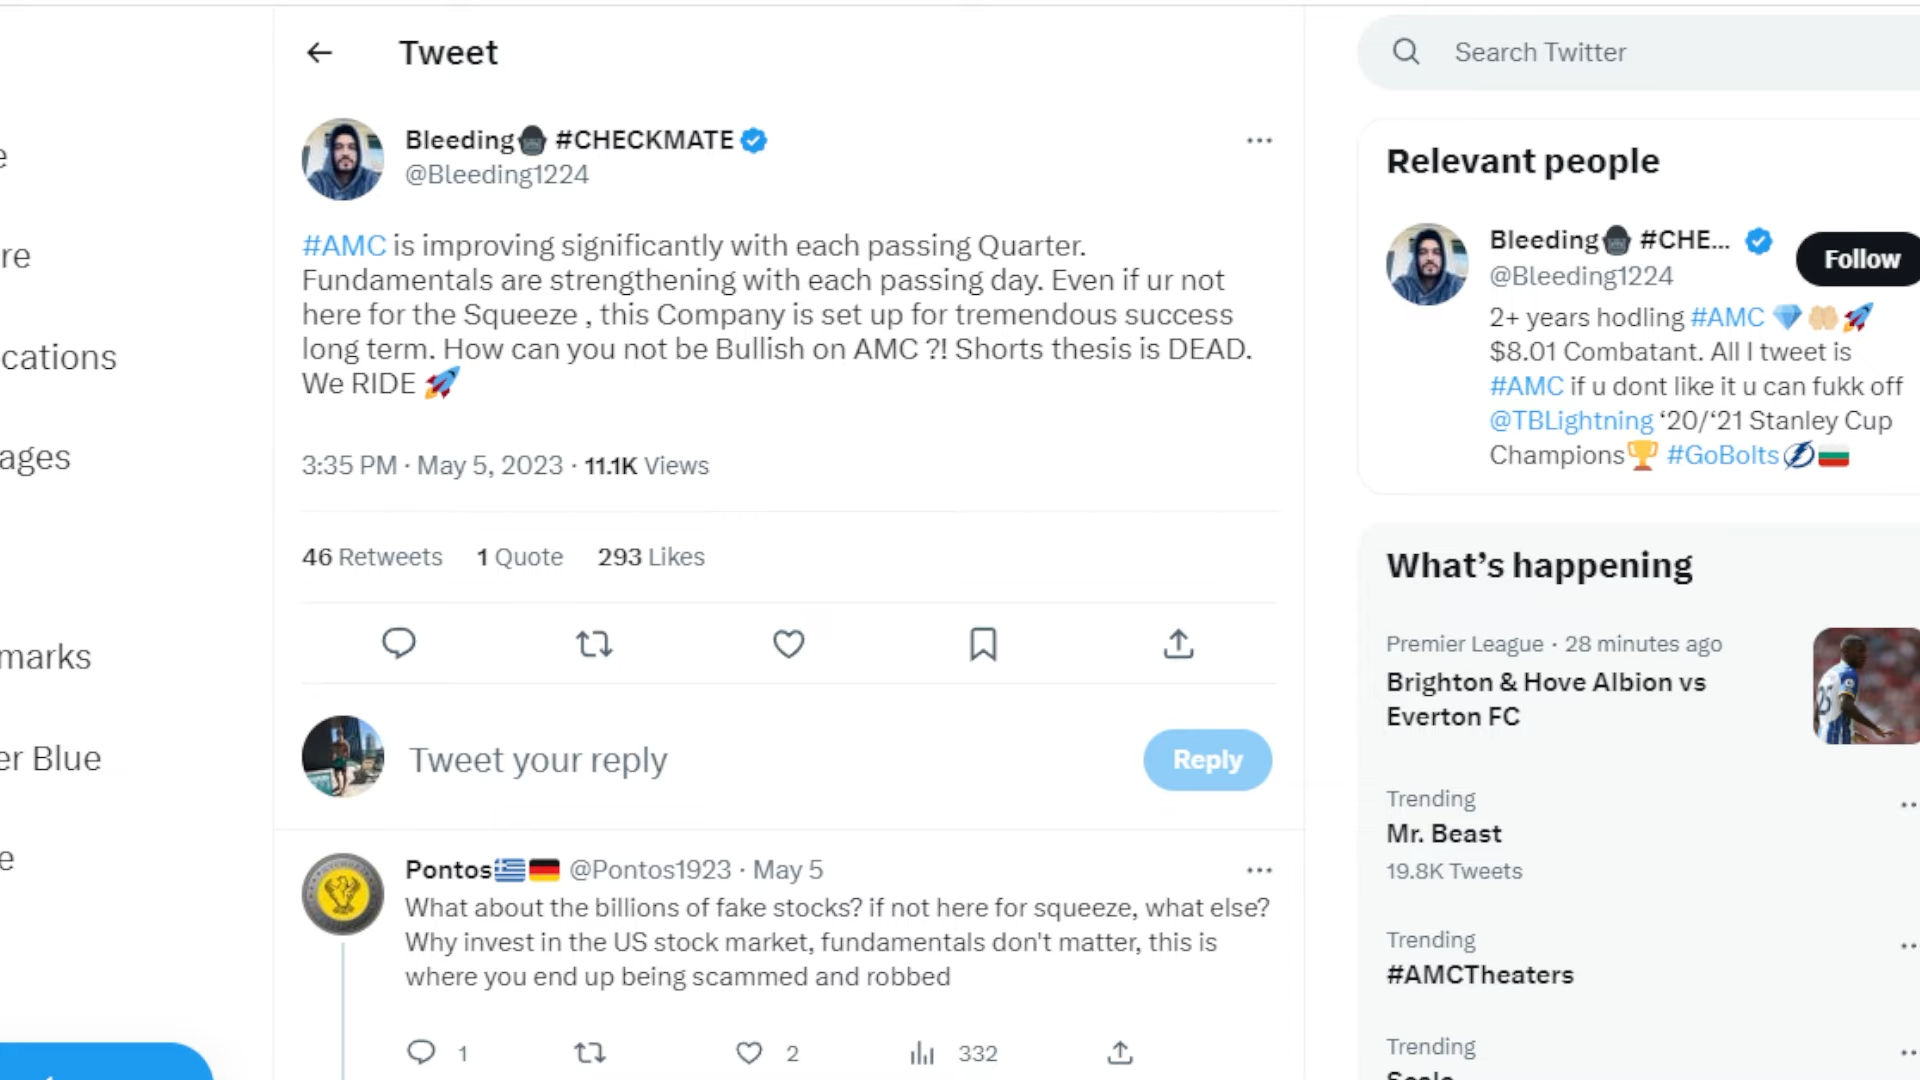 Tweet
Search Twitter
Bleeding #CHECKMATE
@Bleeding1224
#AMC is improving significantly with each passing Quarter.
Fundamentals are strengthening with each passing day. Even if ur not
here for the Squeeze , this Company is set up for tremendous success
long term. How can you not be Bullish on AMC ?! Shorts thesis is DEAD.
We RIDE 🚀
3:35 PM · May 5, 2023 · 11.1K Views
46 Retweets 1 Quote 293 Likes
Tweet your reply
Reply
Pontos🇬🇷🇩🇪 @Pontos1923 · May 5
What about the billions of fake stocks? if not here for squeeze, what else?
Why invest in the US stock market, fundamentals don't matter, this is
where you end up being scammed and robbed
1 2 332
Relevant people
Bleeding #CHE...
@Bleeding1224
Follow
2+ years hodling #AMC 💎🤲🏼🚀
$8.01 Combatant. All I tweet is
#AMC if u dont like it u can fukk off
@TBLightning ‘20/‘21 Stanley Cup
Champions🏆 #GoBolts🇧🇬
What’s happening
Premier League · 28 minutes ago
Brighton & Hove Albion vs
Everton FC
Trending
Mr. Beast
19.8K Tweets
Trending
#AMCTheaters
Trending
e
re
cations
ages
marks
er Blue
e